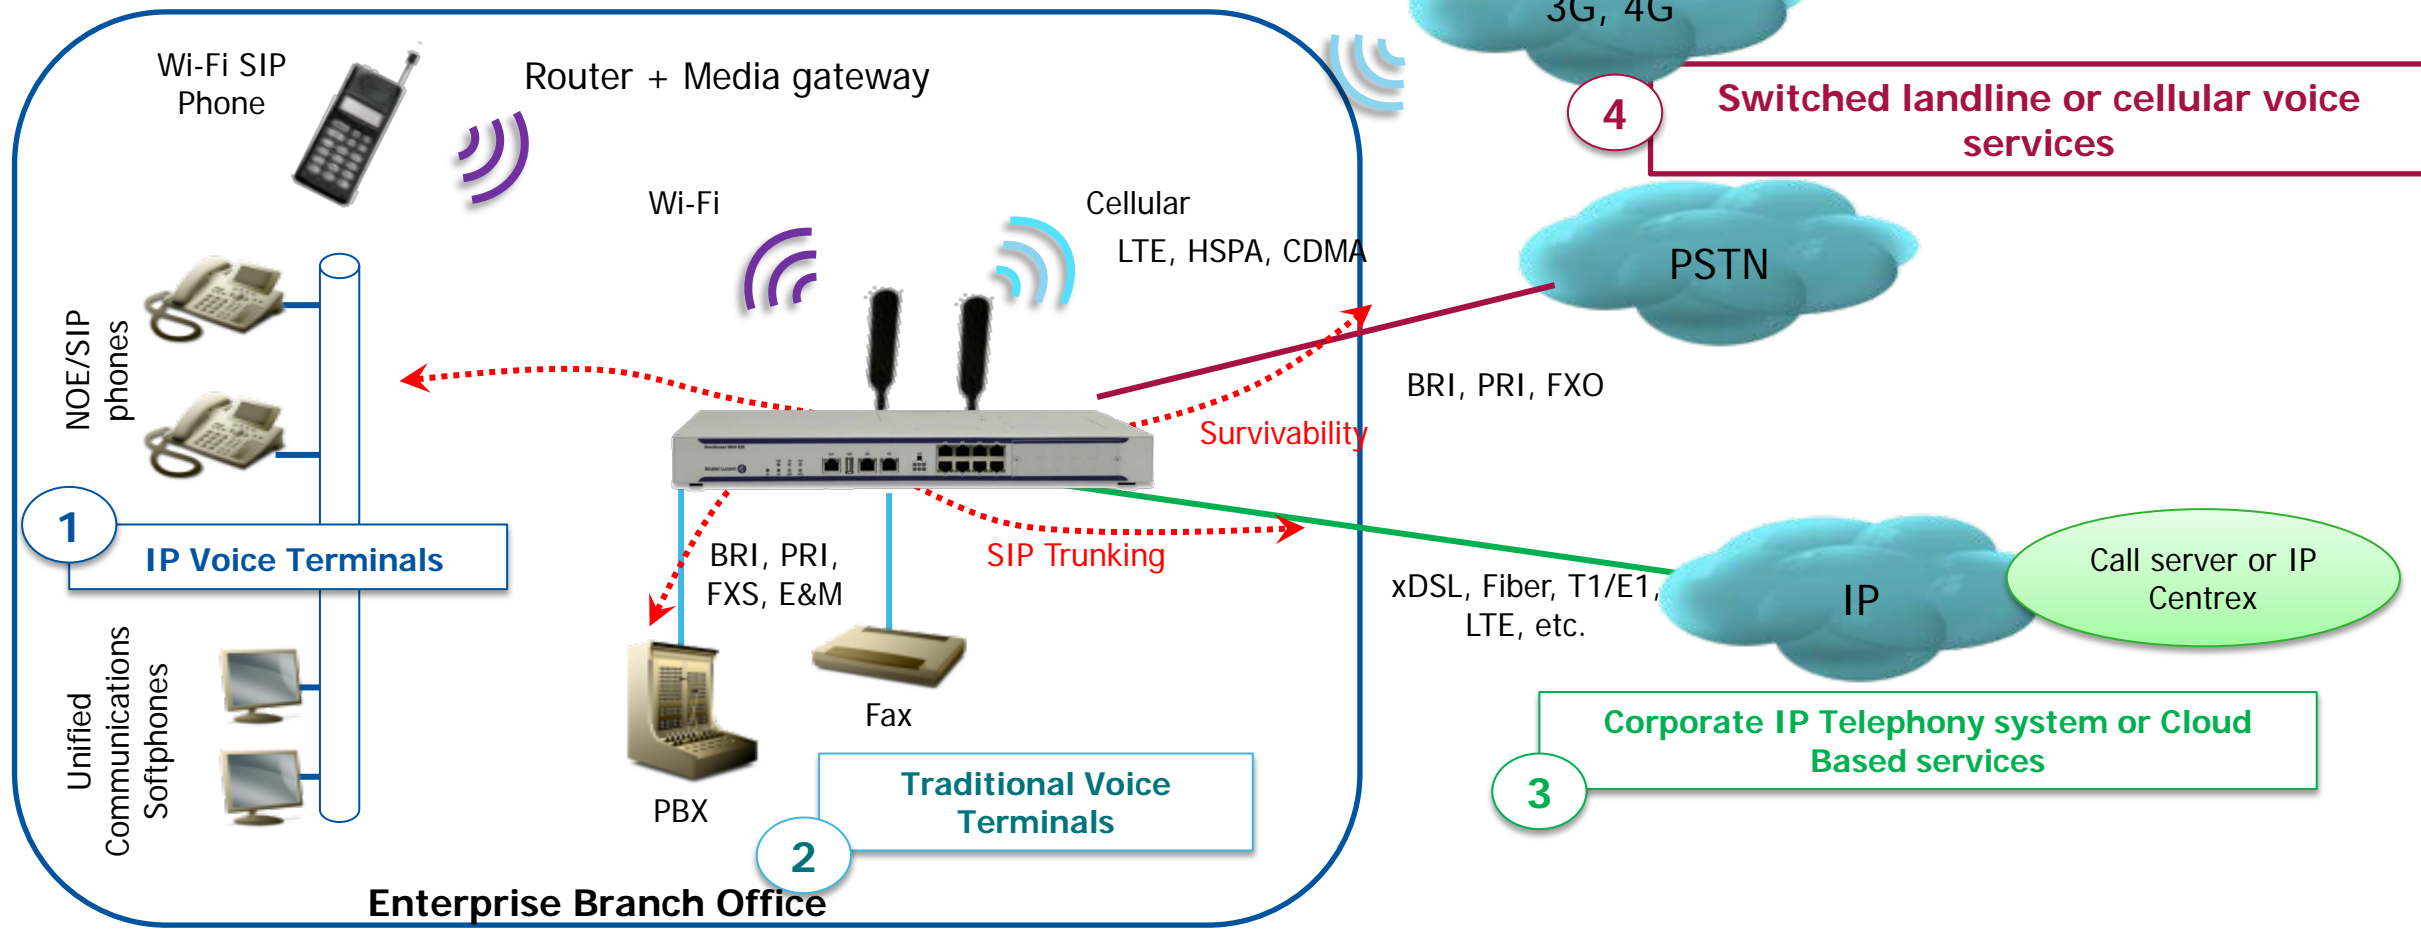 3G, 4G
Wi-Fi SIP
Phone
Router + Media gateway
4
Switched landline or cellular voice
services
Wi-Fi
Cellular
LTE, HSPA, CDMA
PSTN
NOE/SIP
phones
BRI, PRI, FXO
Survivability
Alcatel-Lucent
1
IP Voice Terminals
BRI, PRI,
FXS, E&M
SIP Trunking
xDSL, Fiber, T1/E1,
LTE, etc.
IP
Call server or IP
Centrex
Unified
Communications
Softphones
Fax
PBX
Traditional Voice
Terminals
2
Corporate IP Telephony system or Cloud
Based services
3
Enterprise Branch Office